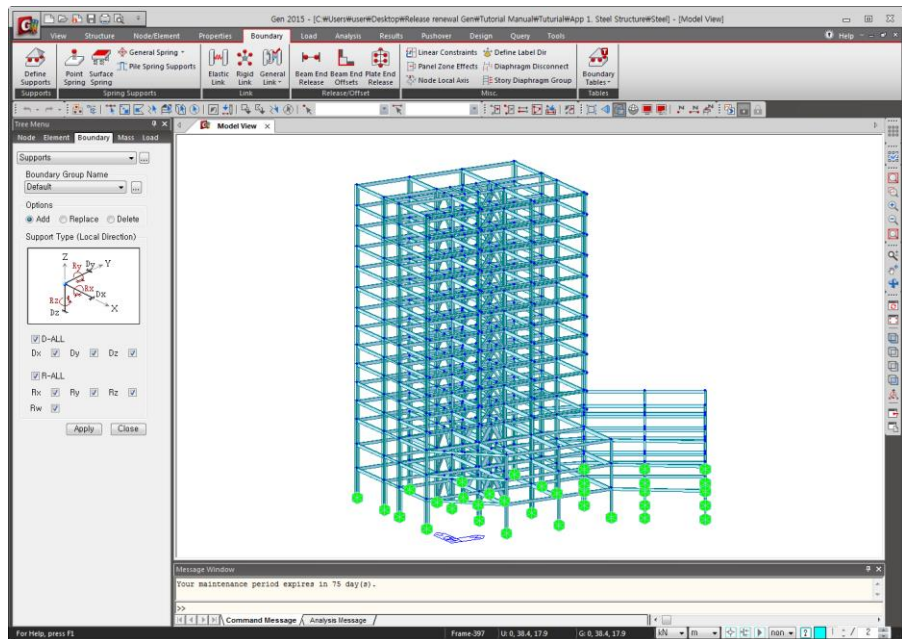 Gen 2015 - [C:₩Users₩user₩Desktop₩Release renewal Gen₩Tutorial Manual₩Tutorial₩App 1. Steel Structure₩Steel] - [Model View]
View Structure Node/Element Properties Boundary Load Analysis Results Pushover Design Query Tools Help
Define Supports
Point Spring
Surface Spring
General Spring
Pile Spring Supports
Elastic Link
Rigid Link
General Link
Beam End Release
Beam End Offsets
Plate End Release
Linear Constraints
Panel Zone Effects
Node Local Axis
Define Label Dir
Diaphragm Disconnect
Story Diaphragm Group
Boundary Tables
Supports Spring Supports Link Release/Offset Misc. Tables
Tree Menu
Node Element Boundary Mass Load
Supports
Boundary Group Name
Default
Options
Add Replace Delete
Support Type (Local Direction)
Z
Ry Dy Y
Rx
Rz Dx
Dz X
D-ALL
Dx Dy Dz
R-ALL
Rx Ry Rz
Rw
Apply Close
Model View
Message Window
Your maintenance period expires in 75 day(s).
>>
Command Message Analysis Message
For Help, press F1
Frame-397
U: 0, 38.4, 17.9
G: 0, 38.4, 17.9
kN m non ? 1 / 2